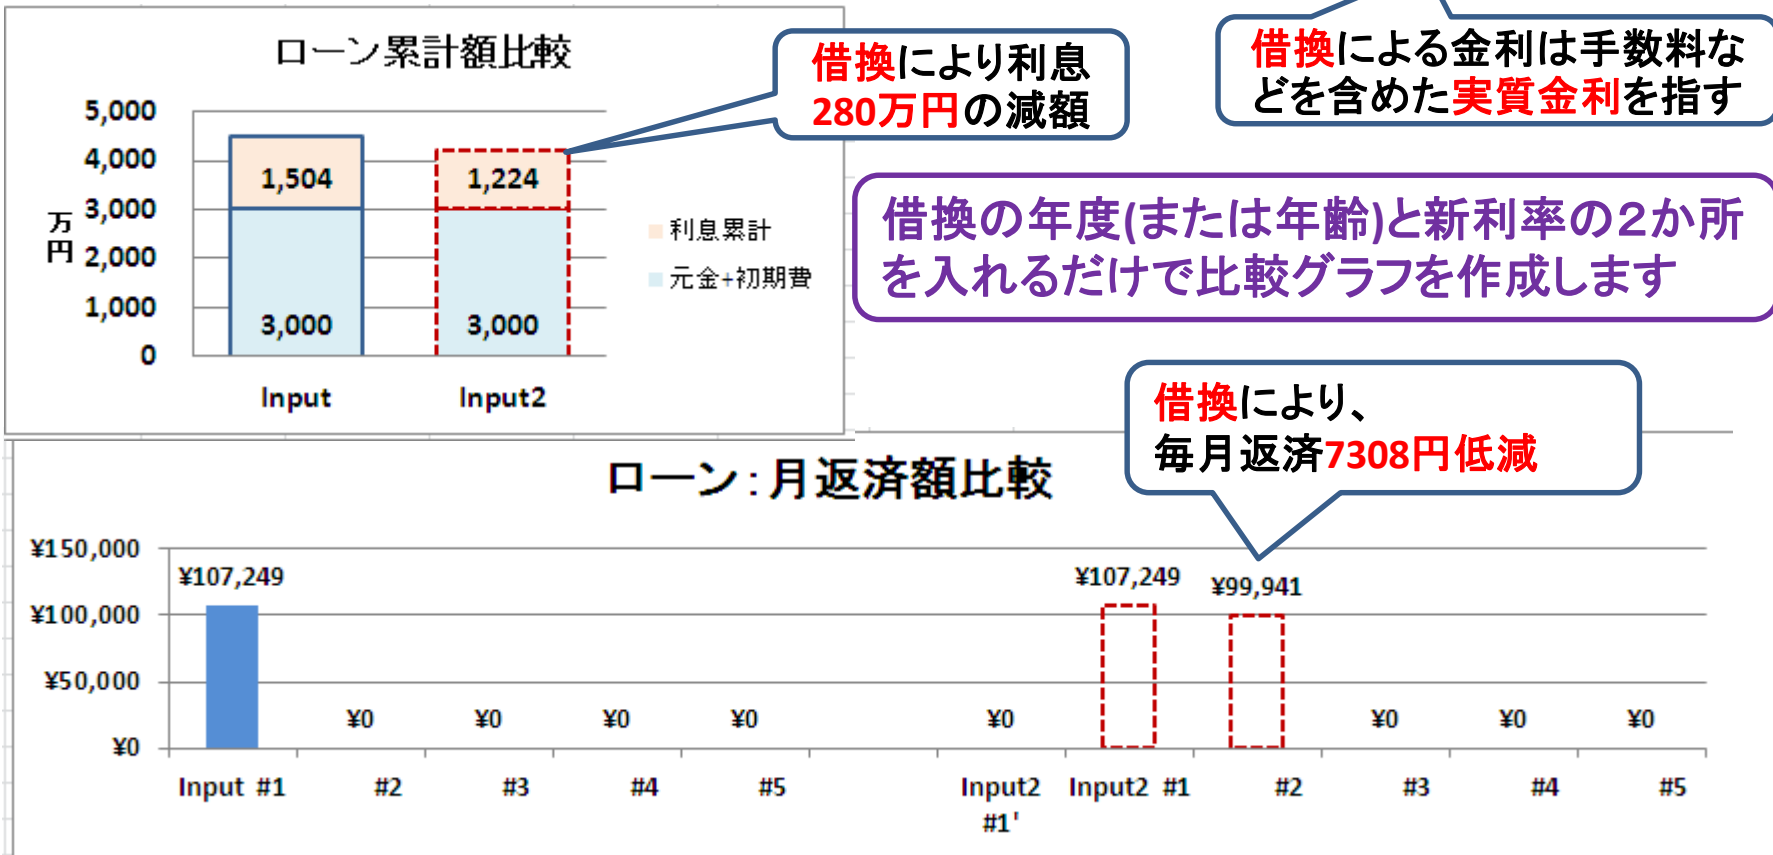 ローン累計額比較
5,000
4,000
3,000
2,000
1,000
0
万
円
1,504
1,224
3,000
3,000
Input
Input2
利息累計
元金+初期費
借換により利息
280万円の減額
借換による金利は手数料な
どを含めた実質金利を指す
借換の年度(または年齢)と新利率の2か所
を入れるだけで比較グラフを作成します
借換により、
毎月返済7308円低減
ローン:月返済額比較
¥150,000
¥100,000
¥50,000
¥0
¥107,249
¥0
¥0
¥0
¥0
¥0
¥107,249
¥99,941
¥0
¥0
¥0
Input #1
#2
#3
#4
#5
Input2
#1'
Input2 #1
#2
#3
#4
#5